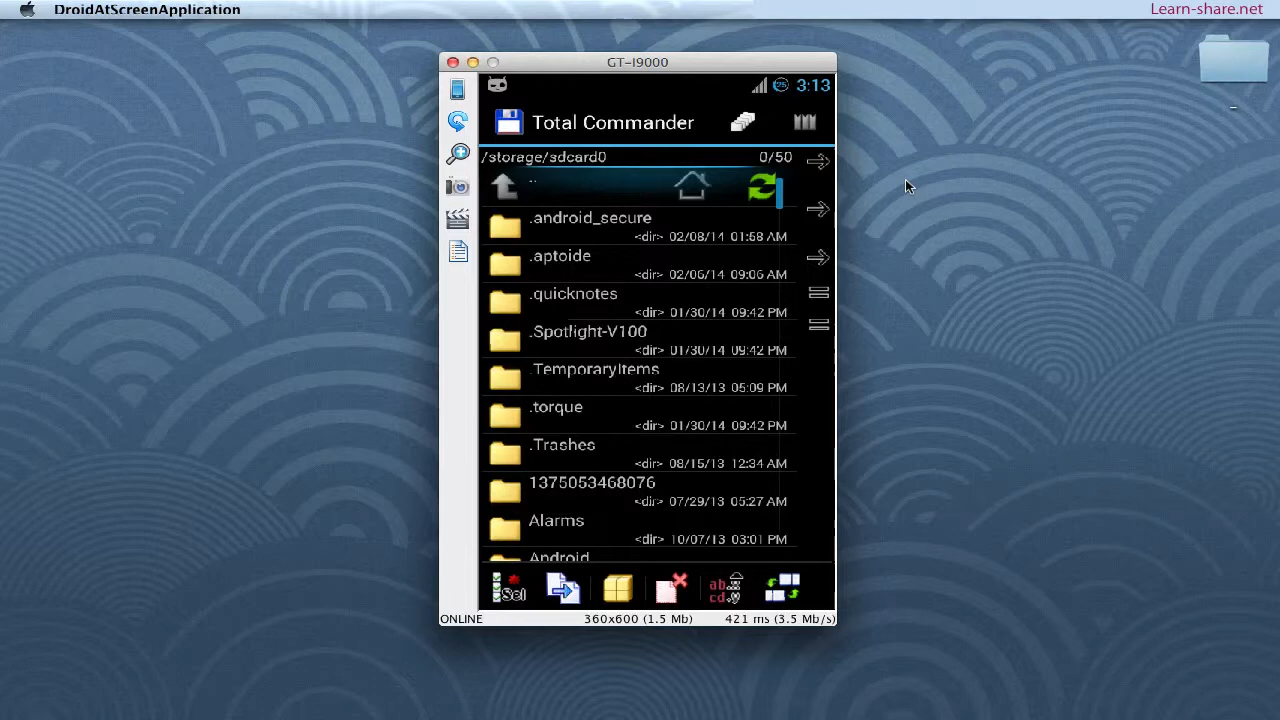 DroidAtScreenApplication
Learn-share.net
GT-I9000
25 3:13
Total Commander
/storage/sdcard0 0/50
..
.android_secure
<dir> 02/08/14 01:58 AM
.aptoide
<dir> 02/06/14 09:06 AM
.quicknotes
<dir> 01/30/14 09:42 PM
.Spotlight-V100
<dir> 01/30/14 09:42 PM
.TemporaryItems
<dir> 08/13/13 05:09 PM
.torque
<dir> 01/30/14 09:42 PM
.Trashes
<dir> 08/15/13 12:34 AM
1375053468076
<dir> 07/29/13 05:27 AM
Alarms
<dir> 10/07/13 03:01 PM
Android
Sel
ab
cd
ONLINE 360x600 (1.5 Mb) 421 ms (3.5 Mb/s)